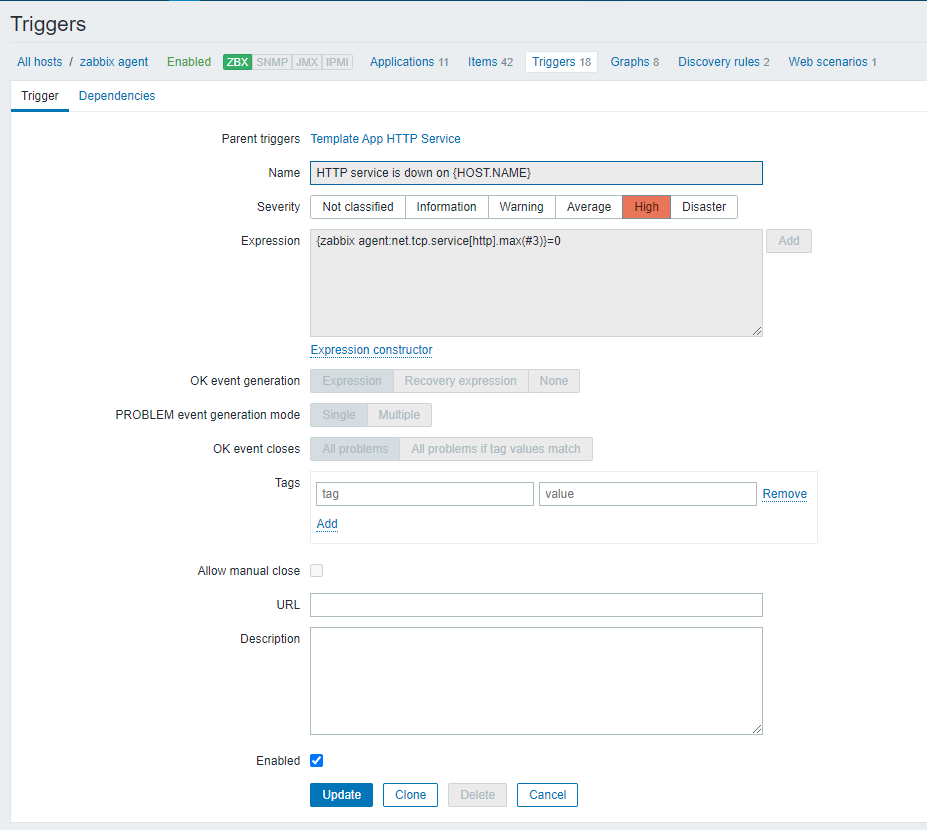 Triggers
All hosts / zabbix agent Enabled ZBX SNMP JMX IPMI Applications 11 Items 42 Triggers 18 Graphs 8 Discovery rules 2 Web scenarios 1
Trigger Dependencies
Parent triggers Template App HTTP Service
Name HTTP service is down on {HOST.NAME}
Severity Not classified Information Warning Average High Disaster
Expression {zabbix agent:net.tcp.service[http].max(#3)}=0 Add
Expression constructor
OK event generation Expression Recovery expression None
PROBLEM event generation mode Single Multiple
OK event closes All problems All problems if tag values match
Tags tag value Remove
Add
Allow manual close
URL
Description
Enabled
Update Clone Delete Cancel